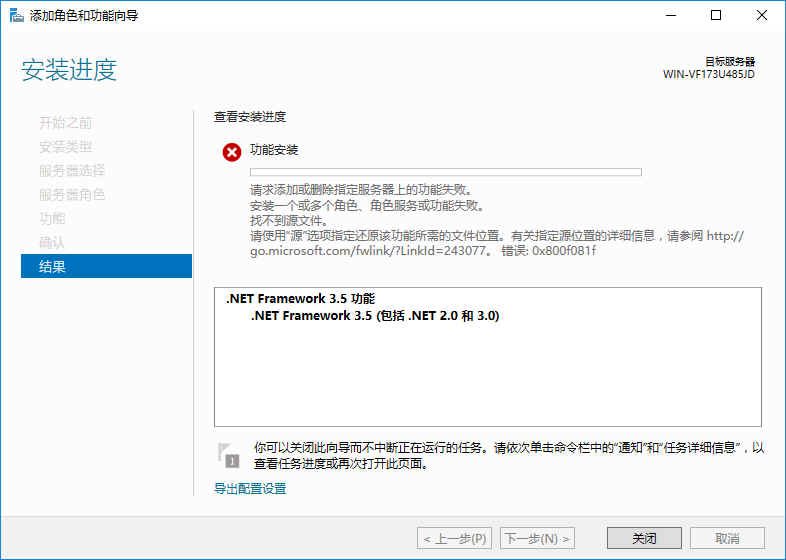 添加角色和功能向导
安装进度
目标服务器
WIN-VF173U485JD
开始之前
安装类型
服务器选择
服务器角色
功能
确认
结果
查看安装进度
功能安装
请求添加或删除指定服务器上的功能失败。
安装一个或多个角色、角色服务或功能失败。
找不到源文件。
请使用“源”选项指定还原该功能所需的文件位置。有关指定源位置的详细信息，请参阅 http://
go.microsoft.com/fwlink/?LinkId=243077。 错误: 0x800f081f
.NET Framework 3.5 功能
.NET Framework 3.5 (包括 .NET 2.0 和 3.0)
1
你可以关闭此向导而不中断正在运行的任务。请依次单击命令栏中的“通知”和“任务详细信息”，以
查看任务进度或再次打开此页面。
导出配置设置
< 上一步(P)
下一步(N) >
关闭
取消